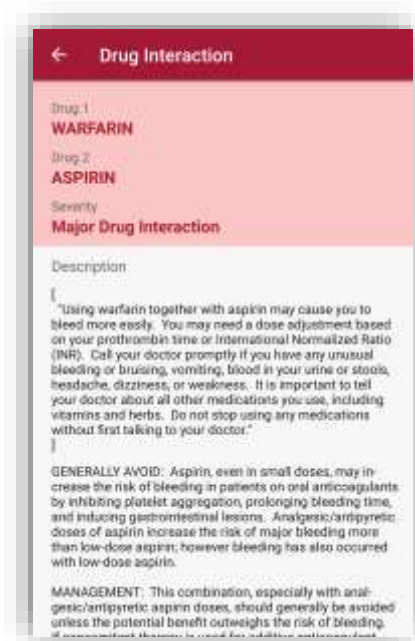 Drug Interaction
Drug 1
WARFARIN
Drug 2
ASPIRIN
Severity
Major Drug Interaction
Description
[
"Using warfarin together with aspirin may cause you to
bleed more easily. You may need a dose adjustment based
on your prothrombin time or International Normalized Ratio
(INR). Call your doctor promptly if you have any unusual
bleeding or bruising, vomiting, blood in your urine or stools,
headache, dizziness, or weakness. It is important to tell
your doctor about all other medications you use, including
vitamins and herbs. Do not stop using any medications
without first talking to your doctor."
]
GENERALLY AVOID: Aspirin, even in small doses, may in-
crease the risk of bleeding in patients on oral anticoagulants
by inhibiting platelet aggregation, prolonging bleeding time,
and inducing gastrointestinal lesions. Analgesic/antipyretic
doses of aspirin increase the risk of major bleeding more
than low-dose aspirin; however bleeding has also occurred
with low-dose aspirin.
MANAGEMENT: This combination, especially with anal-
gesic/antipyretic aspirin doses, should generally be avoided
unless the potential benefit outweighs the risk of bleeding.